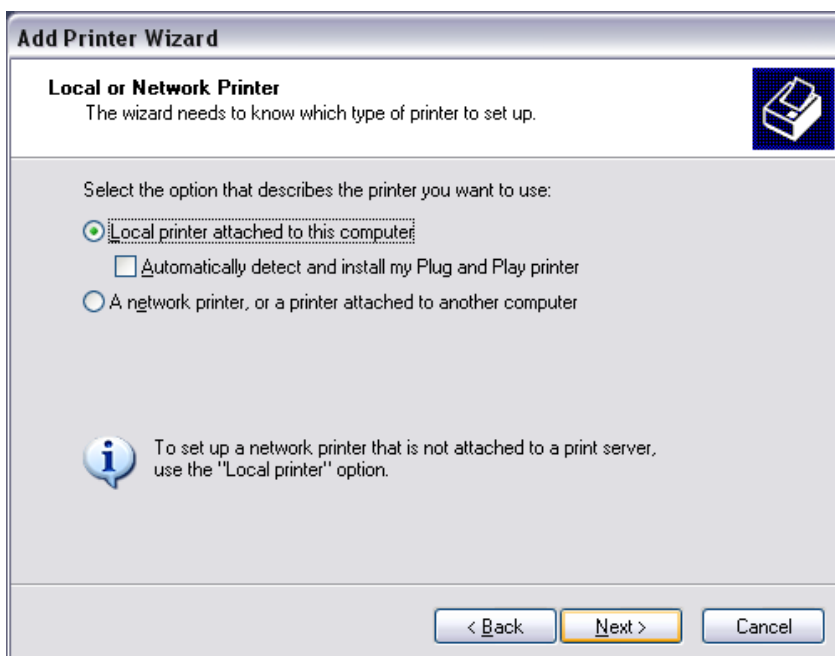 Add Printer Wizard
Local or Network Printer
The wizard needs to know which type of printer to set up.
Select the option that describes the printer you want to use:
Local printer attached to this computer
Automatically detect and install my Plug and Play printer
A network printer, or a printer attached to another computer
To set up a network printer that is not attached to a print server,
use the "Local printer" option.
< Back
Next >
Cancel